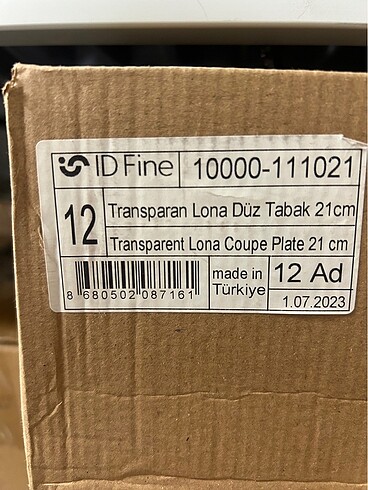 ID Fine 10000-111021
12
Transparan Lona Düz Tabak 21cm
Transparent Lona Coupe Plate 21 cm
8 680502 087161
made in
Türkiye
12 Ad
1.07.2023